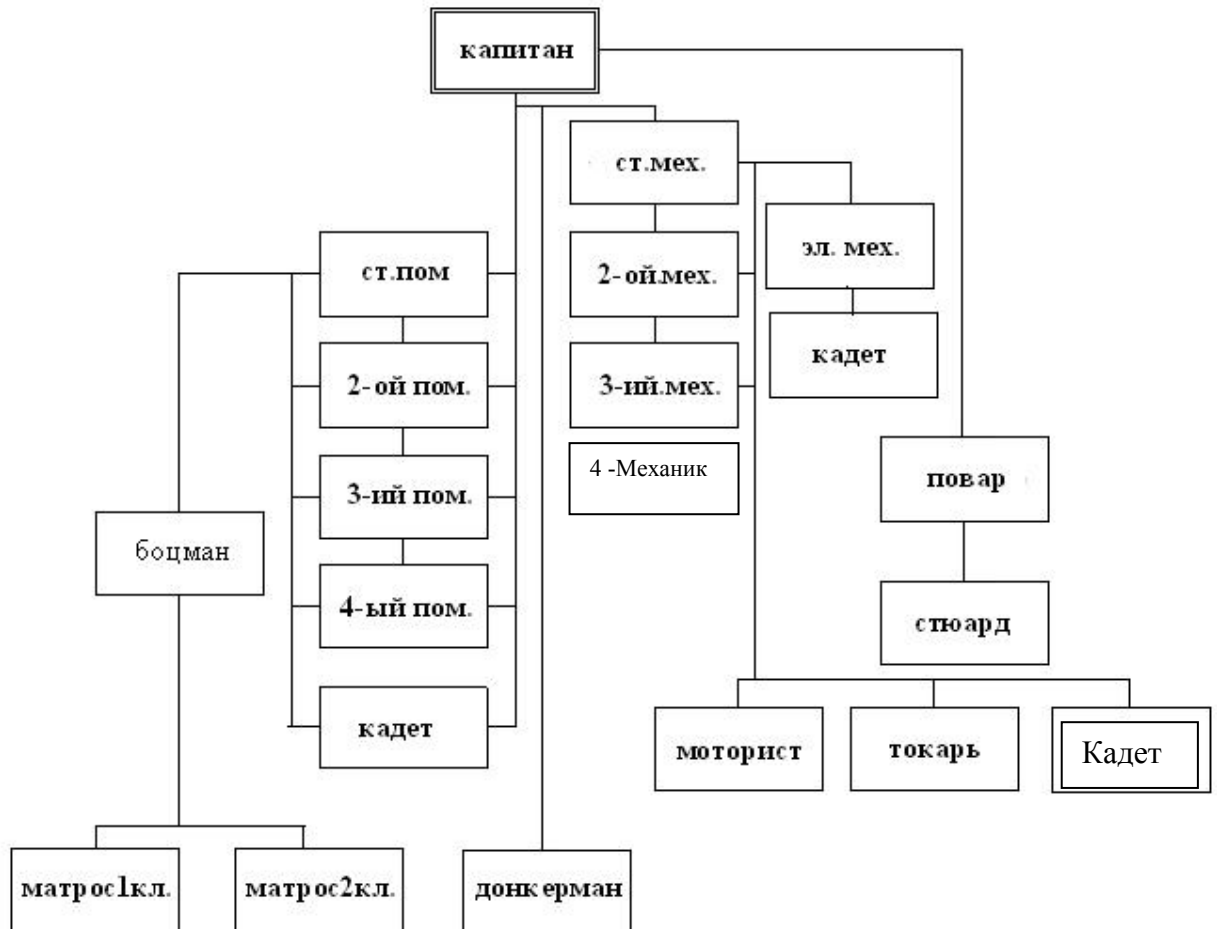 капитан
ст.мех.
эл. мех.
ст.пом
2- ой.мех.
кадет
2- ой пом.
3-ий.мех.
4 -Механик
повар
3-ий пом.
боцман
4-ый пом.
стюард
кадет
моторист
токарь
Кадет
матрос1кл.
матрос2кл.
донкерман